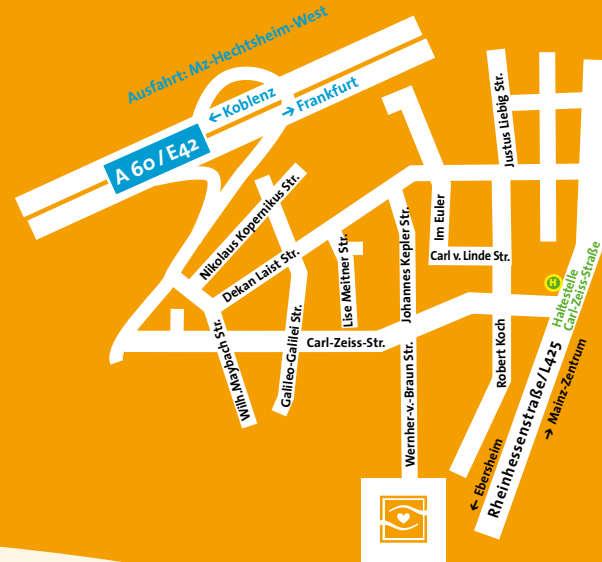 Ausfahrt: Mz-Hechtsheim-West
← Koblenz
→ Frankfurt
A 60 / E42
Justus Liebig Str.
Nikolaus Kopernikus Str.
Dekan Laist Str.
Lise Meitner Str.
Johannes Kepler Str.
Im Euler
Carl v. Linde Str.
H
Haltestelle
Carl-Zeiss-Straße
Wilh.Maybach Str.
Galileo-Galilei Str.
Carl-Zeiss-Str.
Wernher-v.-Braun Str.
Robert Koch
Rheinhessenstraße/L425
→ Mainz-Zentrum
← Ebersheim